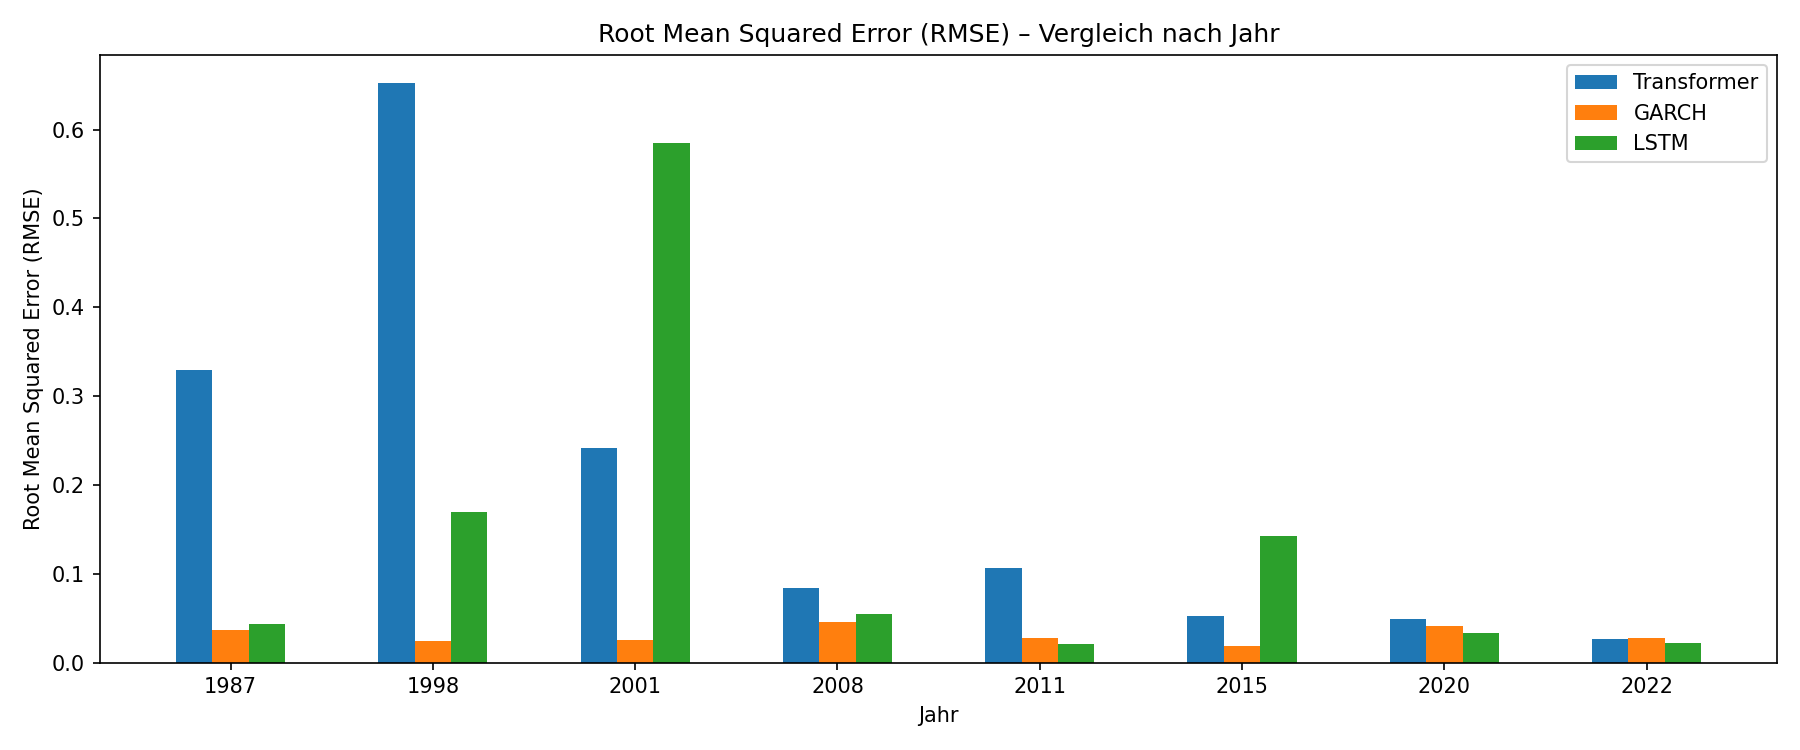 Root Mean Squared Error (RMSE) – Vergleich nach Jahr
Transformer
GARCH
LSTM
Root Mean Squared Error (RMSE)
0.6
0.5
0.4
0.3
0.2
0.1
0.0
1987 1998 2001 2008 2011 2015 2020 2022
Jahr